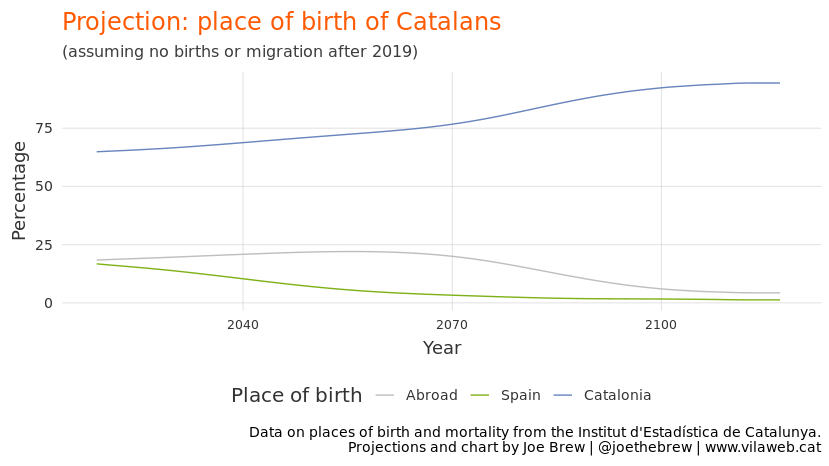 Projection: place of birth of Catalans
(assuming no births or migration after 2019)
Percentage
75
50
25
0
2040 2070 2100
Year
Place of birth Abroad Spain Catalonia
Data on places of birth and mortality from the Institut d'Estadística de Catalunya.
Projections and chart by Joe Brew | @joethebrew | www.vilaweb.cat